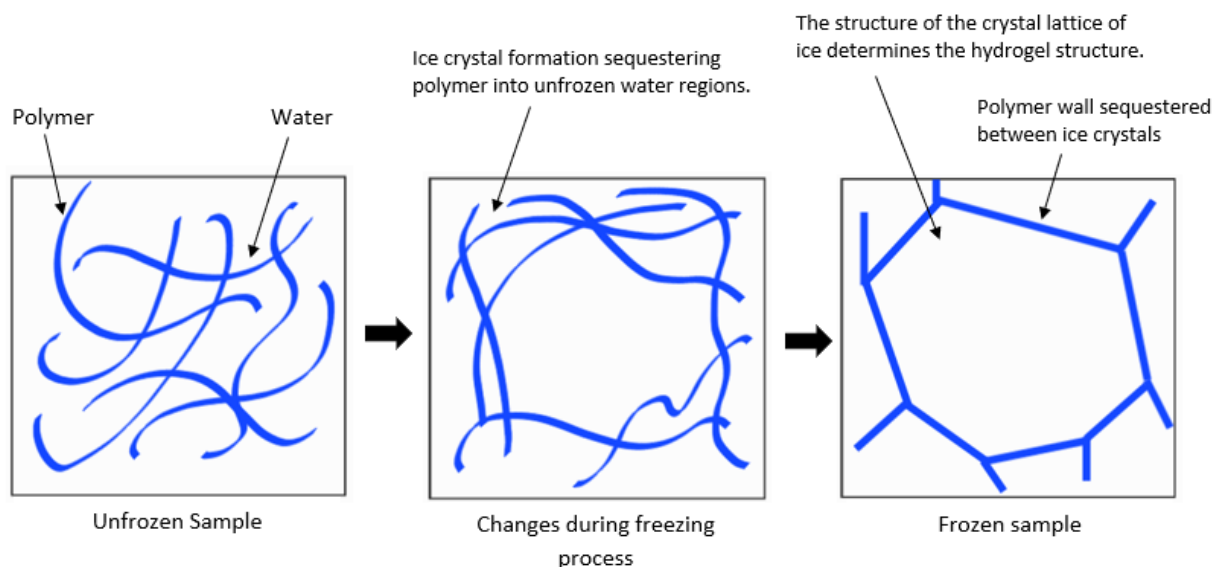 The structure of the crystal lattice of
ice determines the hydrogel structure.
Ice crystal formation sequestering
polymer into unfrozen water regions.
Polymer wall sequestered
between ice crystals
Polymer
Water
Unfrozen Sample
Changes during freezing
process
Frozen sample